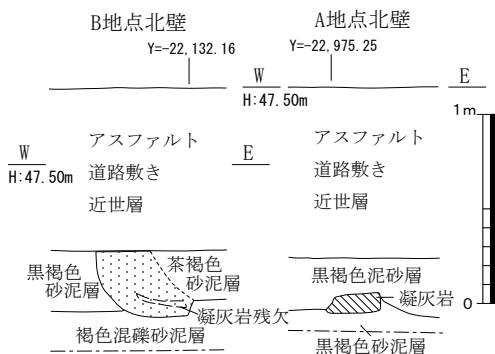 B地点北壁
A地点北壁
Y=-22,132.16
Y=-22,975.25
W
E
H:47.50m
1m
アスファルト
道路敷き
近世層
W
H:47.50m
E
アスファルト
道路敷き
近世層
黒褐色
砂泥層
茶褐色
砂泥層
凝灰岩残欠
褐色混礫砂泥層
黒褐色泥砂層
凝灰岩
0
黒褐色砂泥層